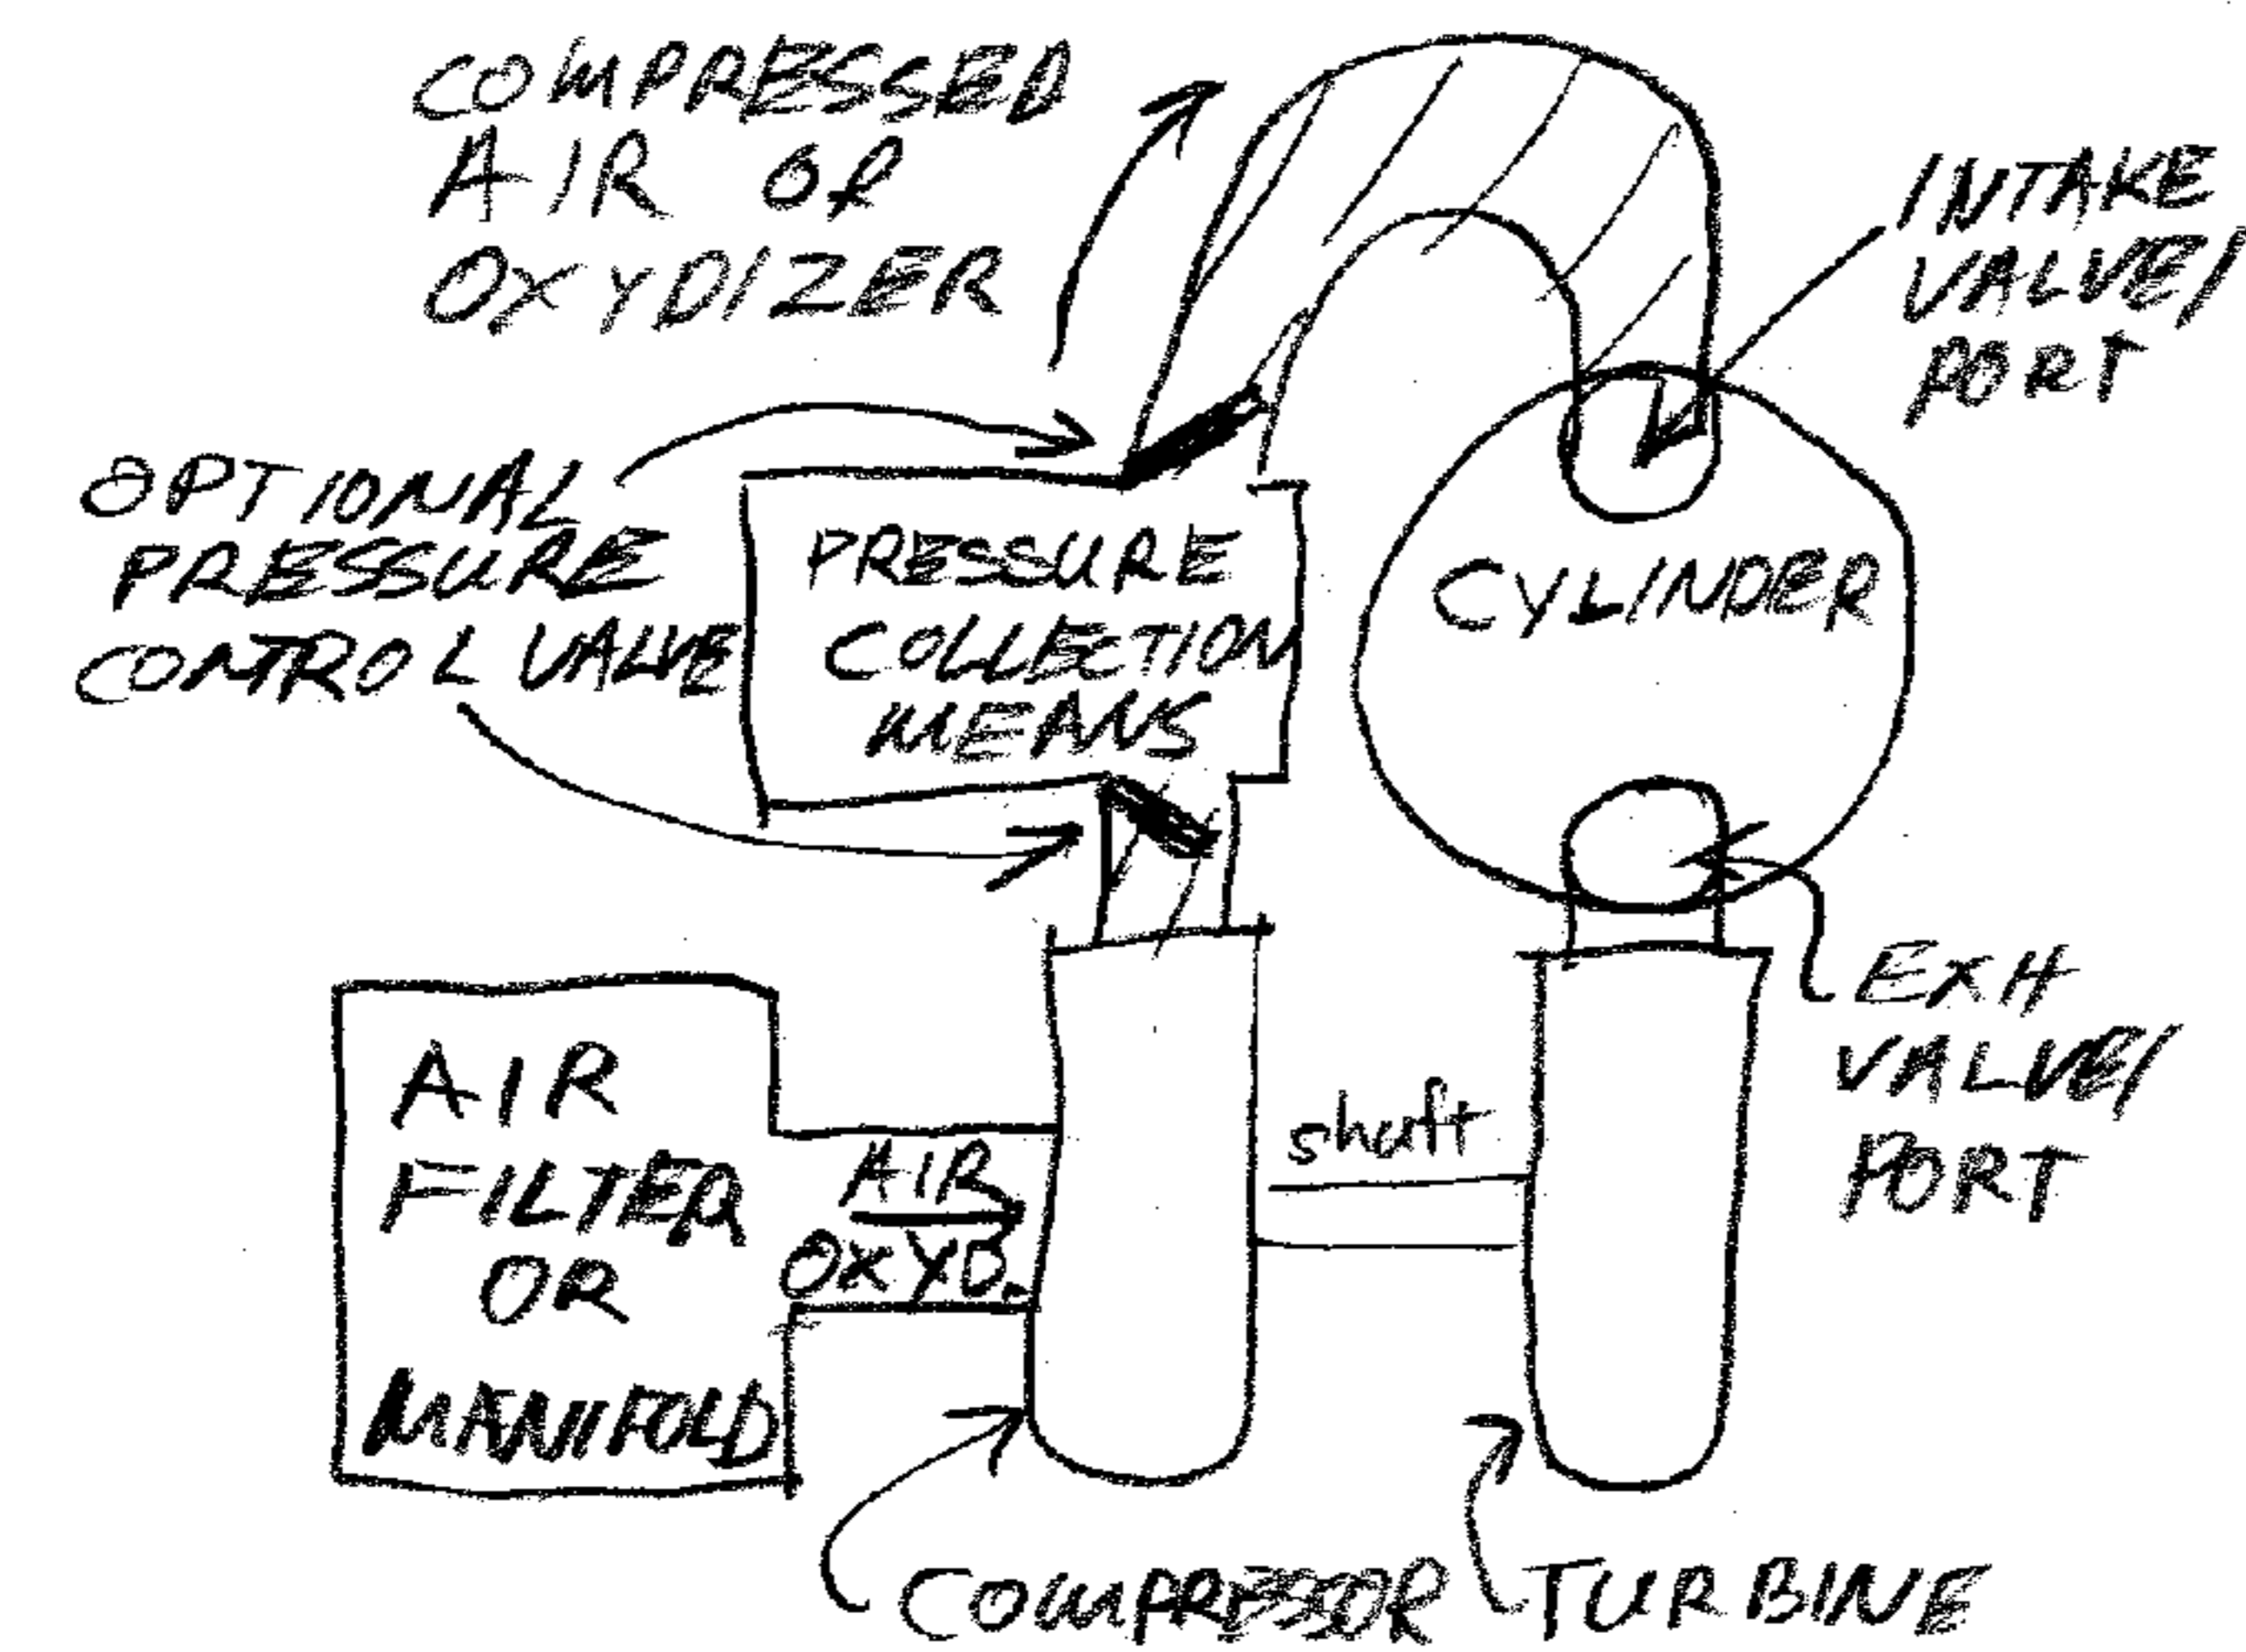 COMPRESSED
AIR OR
OXYDIZER
INTAKE
VALVE/
PORT
OPTIONAL
PRESSURE
CONTROL VALVE
PRESSURE
COLLECTION
MEANS
CYLINDER
EXH
VALVE/
PORT
AIR
FILTER
OR
MANIFOLD
AIR
OXYD.
shaft
COMPRESSOR
TURBINE